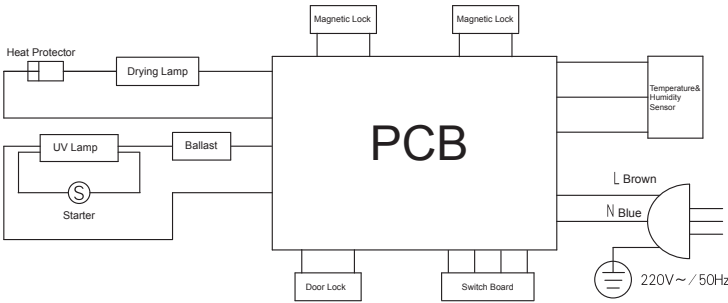 Magnetic Lock
Magnetic Lock
Heat Protector
Drying Lamp
Temperature&
Humidity
Sensor
PCB
UV Lamp
Ballast
S
Starter
L Brown
N Blue
Door Lock
Switch Board
220V~/50Hz